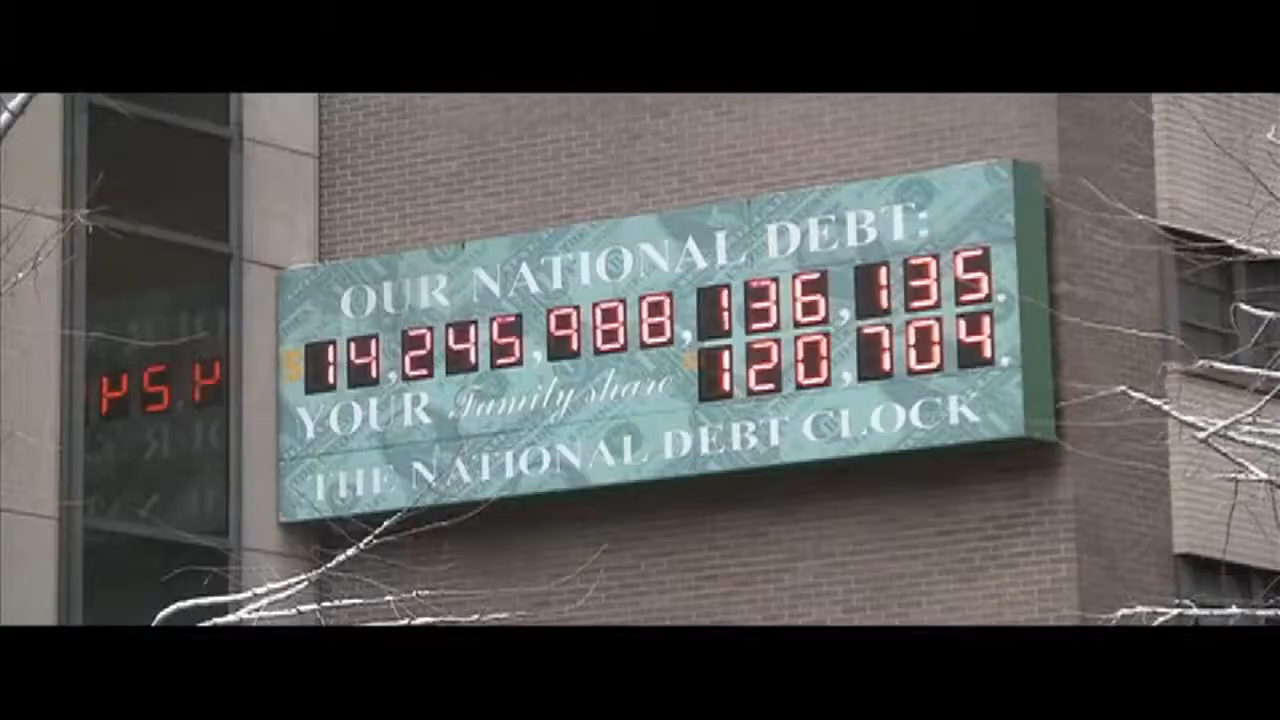 OUR NATIONAL DEBT:
$14,245,988,136,135.
YOUR Family share $120,704.
THE NATIONAL DEBT CLOCK